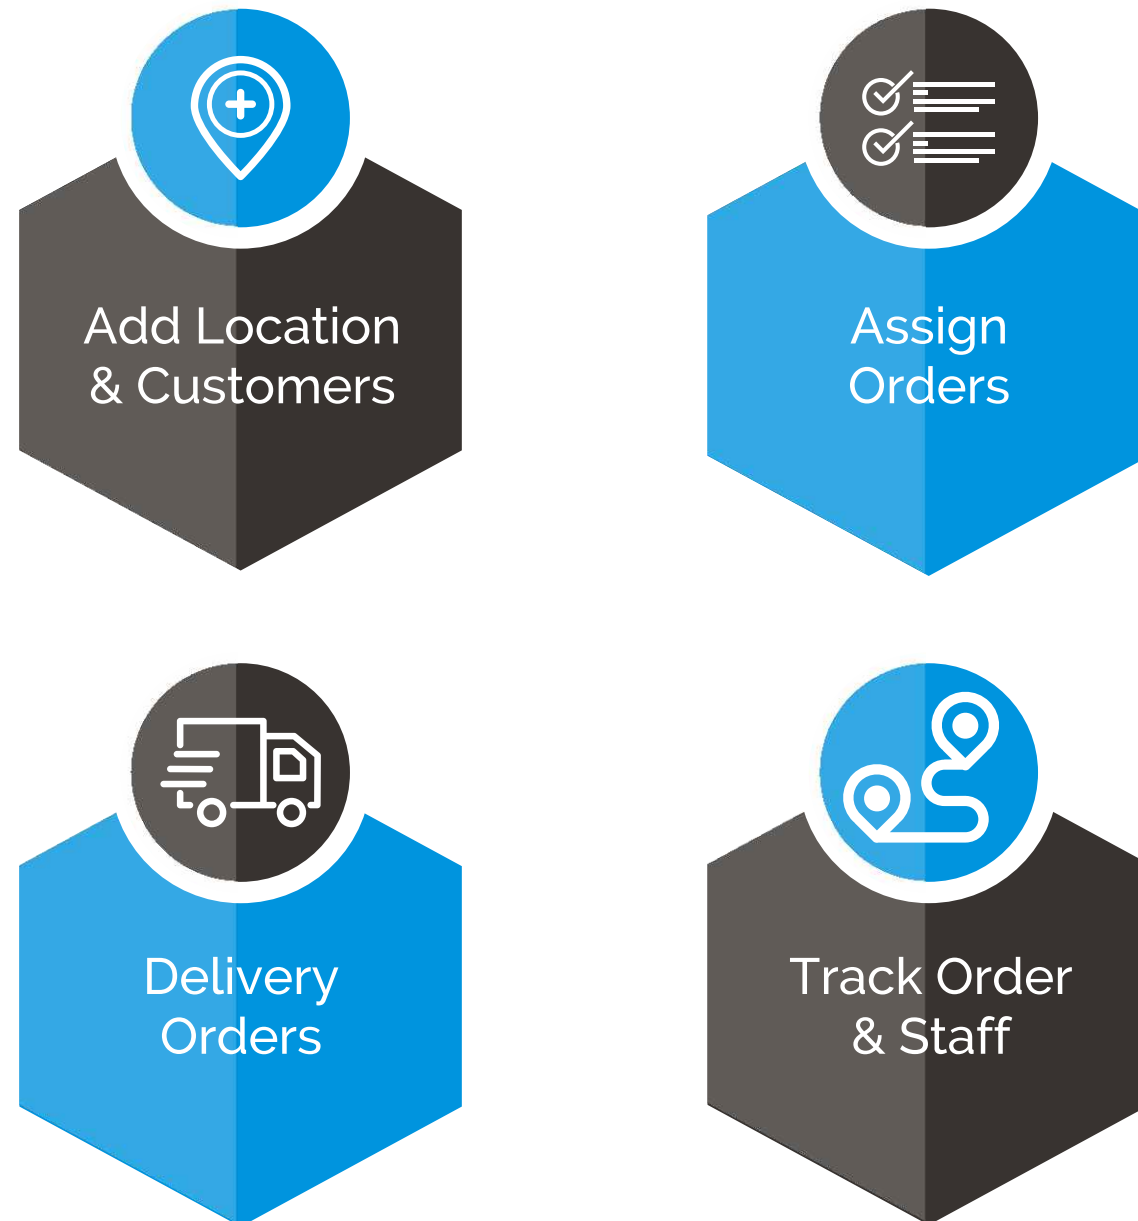 Add Location
& Customers
Assign
Orders
Delivery
Orders
Track Order
& Staff